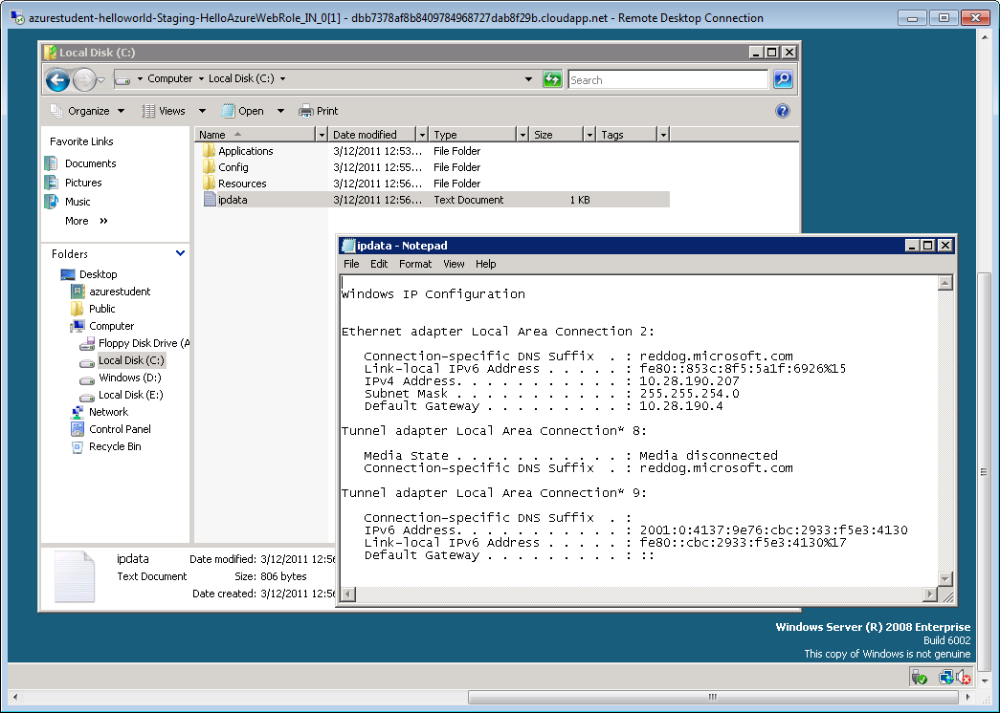 azurestudent-helloworld-Staging-HelloAzureWebRole_IN_0[1] - dbb7378af8b8409784968727dab8f29b.cloudapp.net - Remote Desktop Connection
Local Disk (C:)
Computer Local Disk (C:) Search
Organize Views Open Print
Favorite Links
Documents
Pictures
Music
More »
Folders
Desktop
azurestudent
Public
Computer
Floppy Disk Drive (A
Local Disk (C:)
Windows (D:)
Local Disk (E:)
Network
Control Panel
Recycle Bin
Name Date modified Type Size Tags
Applications 3/12/2011 12:53... File Folder
Config 3/12/2011 12:55... File Folder
Resources 3/12/2011 12:56... File Folder
ipdata 3/12/2011 12:56... Text Document 1 KB
ipdata - Notepad
File Edit Format View Help
Windows IP Configuration
Ethernet adapter Local Area Connection 2:
Connection-specific DNS Suffix . : reddog.microsoft.com
Link-local IPv6 Address . . . . . : fe80::853c:8f5:5a1f:6926%15
IPv4 Address. . . . . . . . . . . : 10.28.190.207
Subnet Mask . . . . . . . . . . . : 255.255.254.0
Default Gateway . . . . . . . . . : 10.28.190.4
Tunnel adapter Local Area Connection* 8:
Media State . . . . . . . . . . . : Media disconnected
Connection-specific DNS Suffix . : reddog.microsoft.com
Tunnel adapter Local Area Connection* 9:
Connection-specific DNS Suffix . :
IPv6 Address. . . . . . . . . . . : 2001:0:4137:9e76:cbc:2933:f5e3:4130
Link-local IPv6 Address . . . . . : fe80::cbc:2933:f5e3:4130%17
Default Gateway . . . . . . . . . : ::
ipdata Date modified: 3/12/2011 12:56
Text Document Size: 806 bytes
Date created: 3/12/2011 12:56
Windows Server (R) 2008 Enterprise
Build 6002
This copy of Windows is not genuine